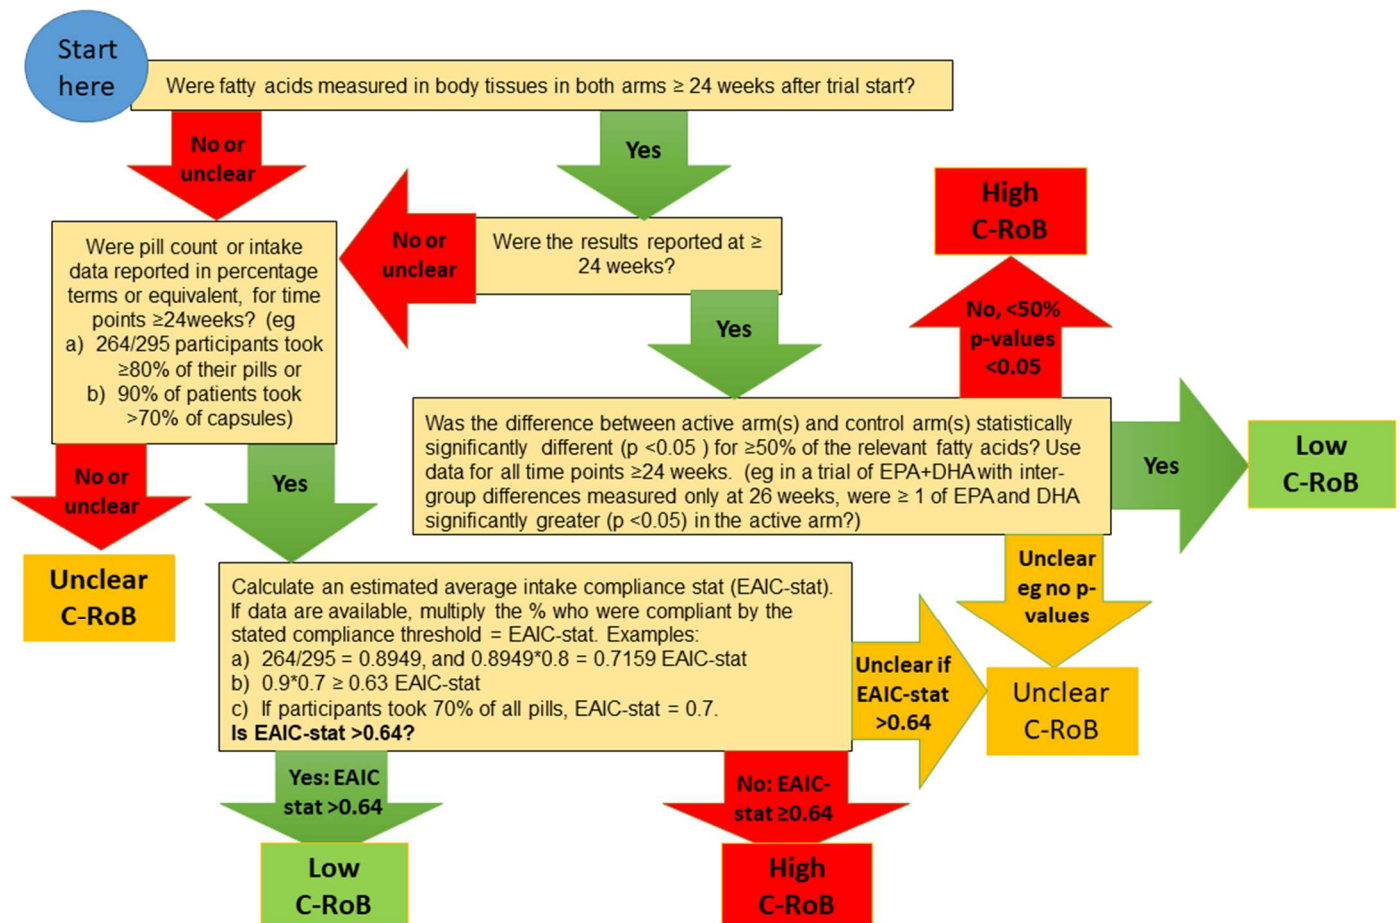 Start
here
Were fatty acids measured in body tissues in both arms ≥ 24 weeks after trial start?
No or
unclear
Yes
High
C-RoB
Were pill count or intake
data reported in percentage
terms or equivalent, for time
points ≥24weeks? (eg
a) 264/295 participants took
≥80% of their pills or
b) 90% of patients took
>70% of capsules)
No or
unclear
Were the results reported at ≥
24 weeks?
Yes
No, <50%
p-values
<0.05
Was the difference between active arm(s) and control arm(s) statistically
significantly different (p <0.05 ) for ≥50% of the relevant fatty acids? Use
data for all time points ≥24 weeks. (eg in a trial of EPA+DHA with inter-
group differences measured only at 26 weeks, were ≥ 1 of EPA and DHA
significantly greater (p <0.05) in the active arm?)
Yes
Low
C-RoB
No or
unclear
Yes
Unclear
C-RoB
Unclear
eg no p-
values
Calculate an estimated average intake compliance stat (EAIC-stat).
If data are available, multiply the % who were compliant by the
stated compliance threshold = EAIC-stat. Examples:
a) 264/295 = 0.8949, and 0.8949*0.8 = 0.7159 EAIC-stat
b) 0.9*0.7 ≥ 0.63 EAIC-stat
c) If participants took 70% of all pills, EAIC-stat = 0.7.
Is EAIC-stat >0.64?
Unclear if
EAIC-stat
>0.64
Unclear
C-RoB
Yes: EAIC
stat >0.64
No: EAIC-
stat ≥0.64
Low
C-RoB
High
C-RoB